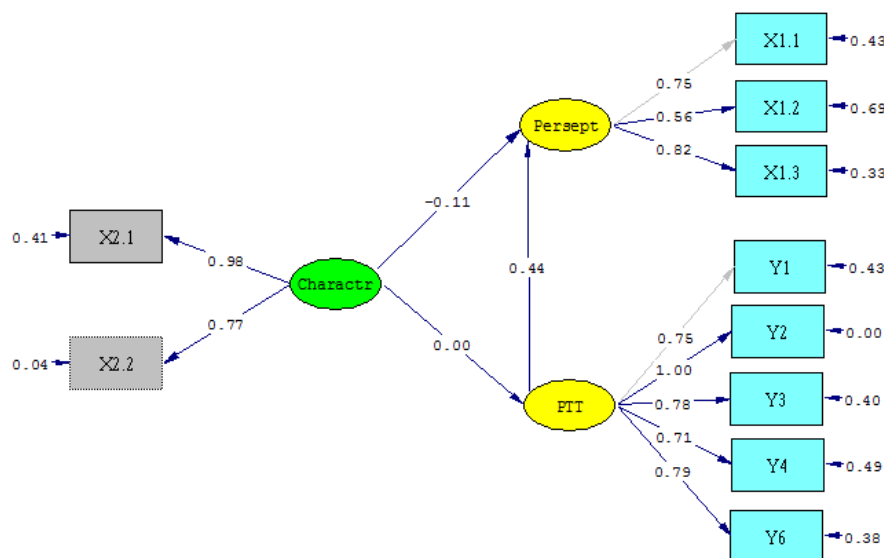 X1.1
0.43
0.75
X1.2
0.69
Persept
0.56
0.82
X1.3
0.33
-0.11
0.41
X2.1
0.98
Charactr
0.44
Y1
0.43
0.77
0.00
0.75
Y2
0.00
0.04
X2.2
1.00
PTT
0.78
Y3
0.40
0.71
Y4
0.49
0.79
Y6
0.38